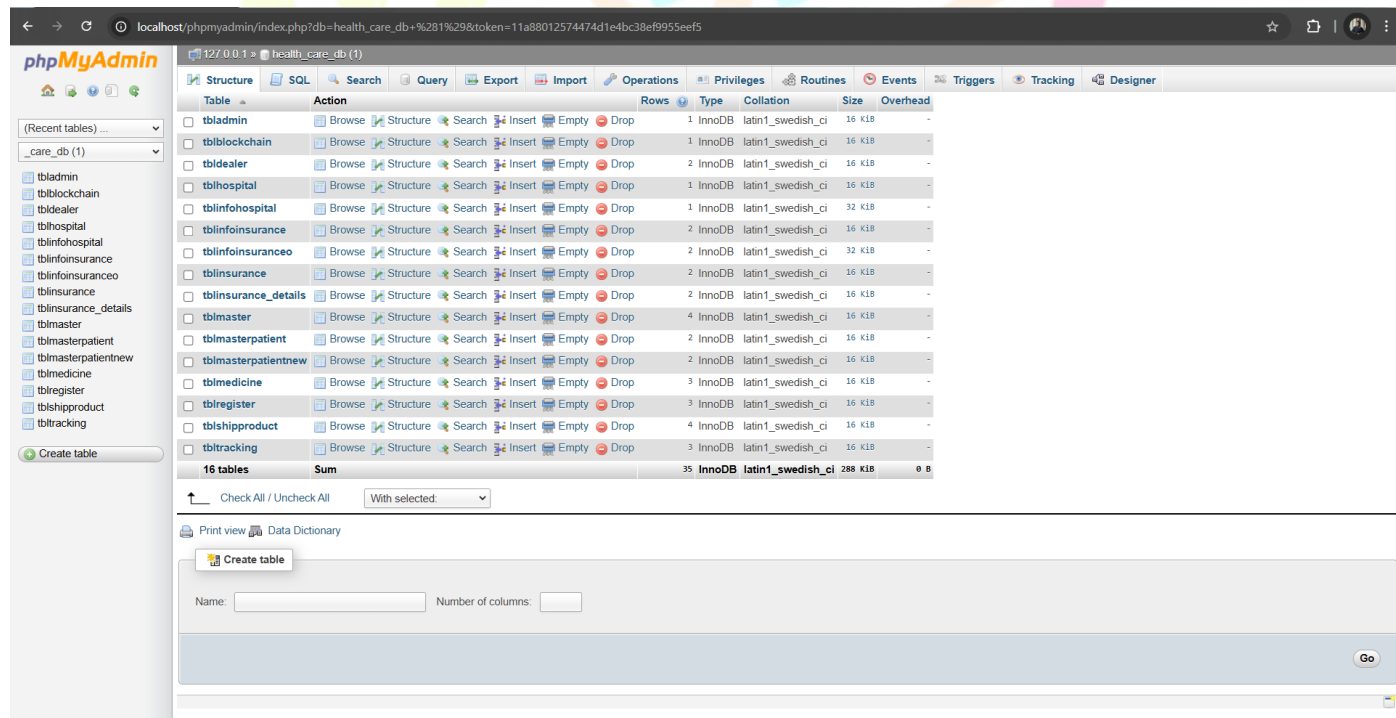 localhost/phpmyadmin/index.php?db=health_care_db+%281%29&token=11a88012574474d1e4bc38ef9955eef5
phpMyAdmin
(Recent tables) ...
_care_db (1)
tbladmin
tblblockchain
tbldealer
tblhospital
tblinfohospital
tblinfoinsurance
tblinfoinsuranceo
tblinsurance
tblinsurance_details
tblmaster
tblmasterpatient
tblmasterpatientnew
tblmedicine
tblregister
tblshipproduct
tbltracking
Create table
127.0.0.1 » health_care_db (1)
Structure SQL Search Query Export Import Operations Privileges Routines Events Triggers Tracking Designer
Table Action Rows Type Collation Size Overhead
tbladmin Browse Structure Search Insert Empty Drop 1 InnoDB latin1_swedish_ci 16 KiB -
tblblockchain Browse Structure Search Insert Empty Drop 1 InnoDB latin1_swedish_ci 16 KiB -
tbldealer Browse Structure Search Insert Empty Drop 2 InnoDB latin1_swedish_ci 16 KiB -
tblhospital Browse Structure Search Insert Empty Drop 1 InnoDB latin1_swedish_ci 16 KiB -
tblinfohospital Browse Structure Search Insert Empty Drop 1 InnoDB latin1_swedish_ci 32 KiB -
tblinfoinsurance Browse Structure Search Insert Empty Drop 2 InnoDB latin1_swedish_ci 16 KiB -
tblinfoinsuranceo Browse Structure Search Insert Empty Drop 2 InnoDB latin1_swedish_ci 32 KiB -
tblinsurance Browse Structure Search Insert Empty Drop 2 InnoDB latin1_swedish_ci 16 KiB -
tblinsurance_details Browse Structure Search Insert Empty Drop 2 InnoDB latin1_swedish_ci 16 KiB -
tblmaster Browse Structure Search Insert Empty Drop 4 InnoDB latin1_swedish_ci 16 KiB -
tblmasterpatient Browse Structure Search Insert Empty Drop 2 InnoDB latin1_swedish_ci 16 KiB -
tblmasterpatientnew Browse Structure Search Insert Empty Drop 2 InnoDB latin1_swedish_ci 16 KiB -
tblmedicine Browse Structure Search Insert Empty Drop 3 InnoDB latin1_swedish_ci 16 KiB -
tblregister Browse Structure Search Insert Empty Drop 3 InnoDB latin1_swedish_ci 16 KiB -
tblshipproduct Browse Structure Search Insert Empty Drop 4 InnoDB latin1_swedish_ci 16 KiB -
tbltracking Browse Structure Search Insert Empty Drop 3 InnoDB latin1_swedish_ci 16 KiB -
16 tables Sum 35 InnoDB latin1_swedish_ci 288 KiB 0 B
Check All / Uncheck All With selected:
Print view Data Dictionary
Create table
Name: Number of columns:
Go